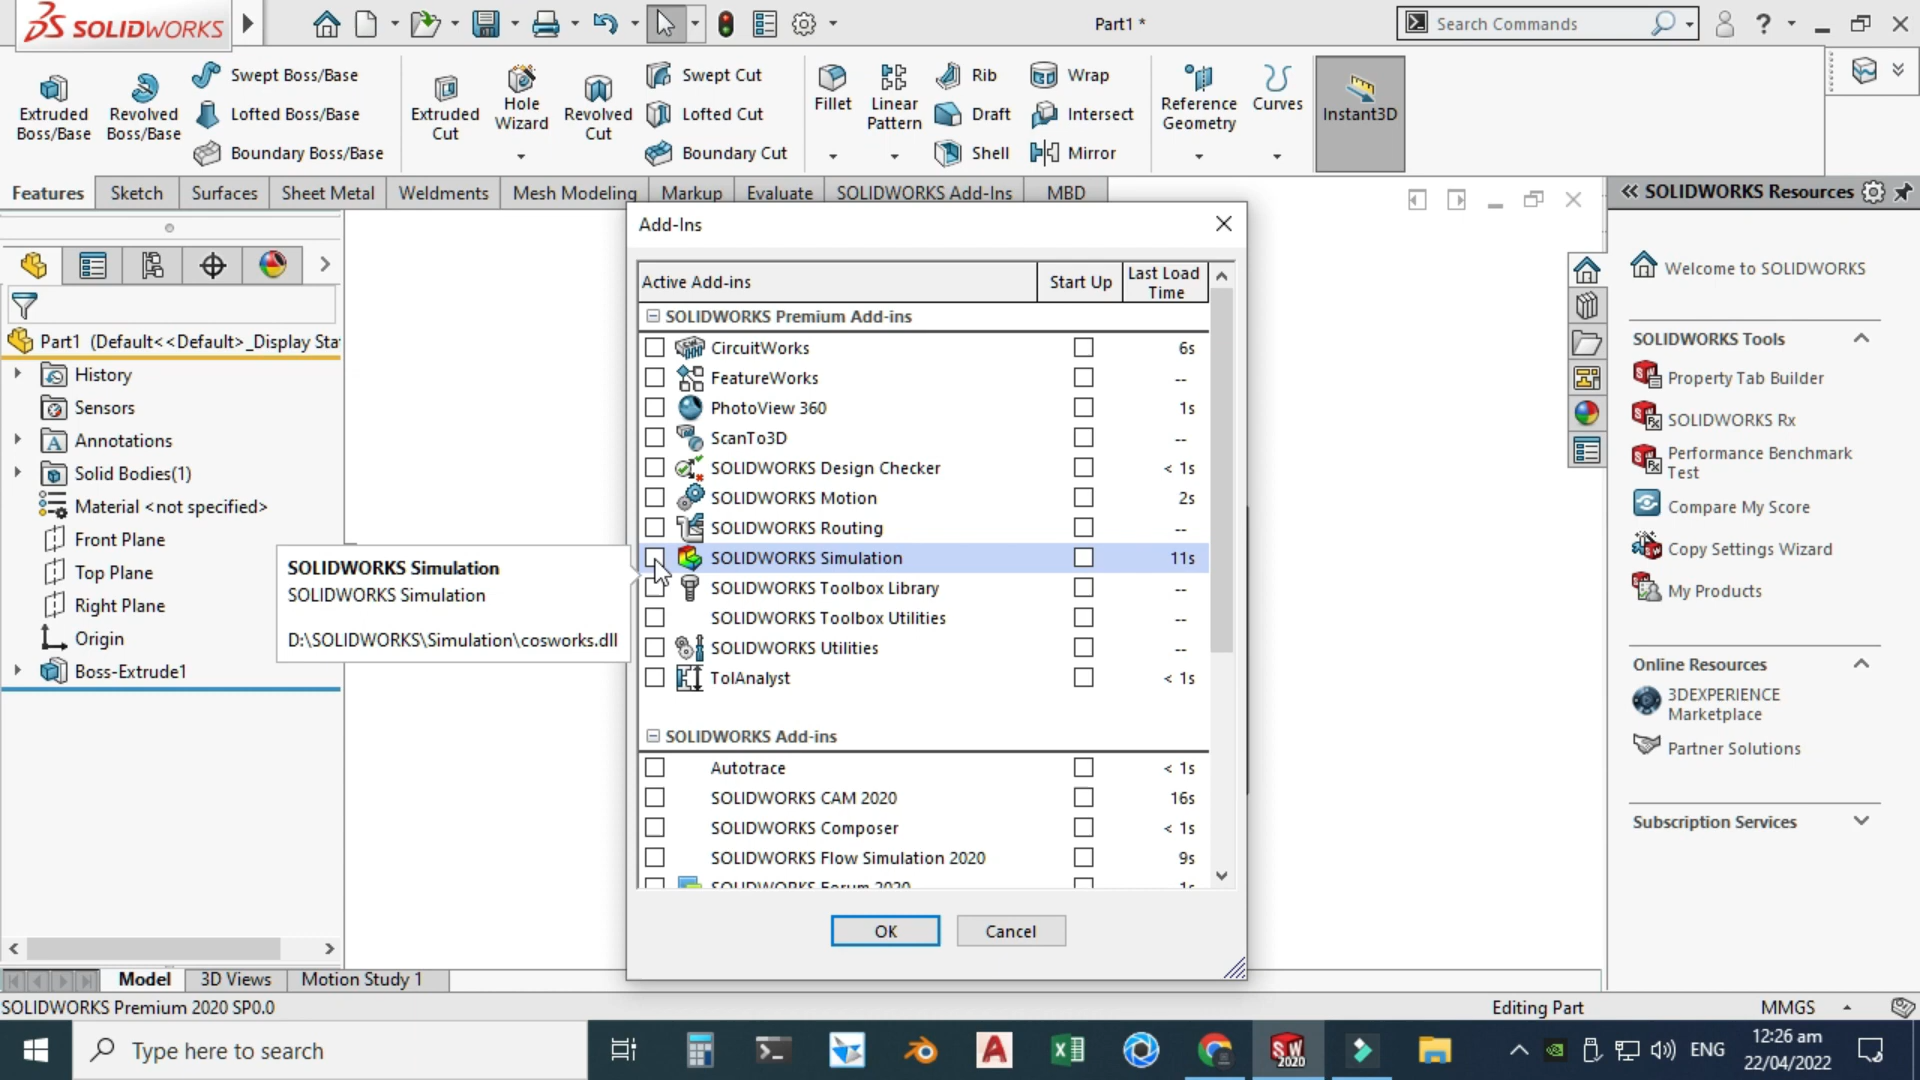 SOLIDWORKS
Part1 *
Search Commands
Extruded Boss/Base
Revolved Boss/Base
Swept Boss/Base
Lofted Boss/Base
Boundary Boss/Base
Extruded Cut
Hole Wizard
Revolved Cut
Swept Cut
Lofted Cut
Boundary Cut
Fillet
Linear Pattern
Rib
Draft
Shell
Wrap
Intersect
Mirror
Reference Geometry
Curves
Instant3D
Features
Sketch
Surfaces
Sheet Metal
Weldments
Mesh Modeling
Markup
Evaluate
SOLIDWORKS Add-Ins
MBD
Part1 (Default<<Default>_Display Sta
History
Sensors
Annotations
Solid Bodies(1)
Material <not specified>
Front Plane
Top Plane
Right Plane
Origin
Boss-Extrude1
SOLIDWORKS Simulation
SOLIDWORKS Simulation
D:\SOLIDWORKS\Simulation\cosworks.dll
Add-Ins
Active Add-ins
Start Up
Last Load Time
SOLIDWORKS Premium Add-ins
CircuitWorks 6s
FeatureWorks --
PhotoView 360 1s
ScanTo3D --
SOLIDWORKS Design Checker < 1s
SOLIDWORKS Motion 2s
SOLIDWORKS Routing --
SOLIDWORKS Simulation 11s
SOLIDWORKS Toolbox Library --
SOLIDWORKS Toolbox Utilities --
SOLIDWORKS Utilities --
TolAnalyst < 1s
SOLIDWORKS Add-ins
Autotrace < 1s
SOLIDWORKS CAM 2020 16s
SOLIDWORKS Composer < 1s
SOLIDWORKS Flow Simulation 2020 9s
SOLIDWORKS Forum 2020 1s
OK
Cancel
SOLIDWORKS Resources
Welcome to SOLIDWORKS
SOLIDWORKS Tools
Property Tab Builder
SOLIDWORKS Rx
Performance Benchmark
Test
Compare My Score
Copy Settings Wizard
My Products
Online Resources
3DEXPERIENCE
Marketplace
Partner Solutions
Subscription Services
Model
3D Views
Motion Study 1
SOLIDWORKS Premium 2020 SP0.0
Editing Part
MMGS
Type here to search
SW
2020
ENG
12:26 am
22/04/2022